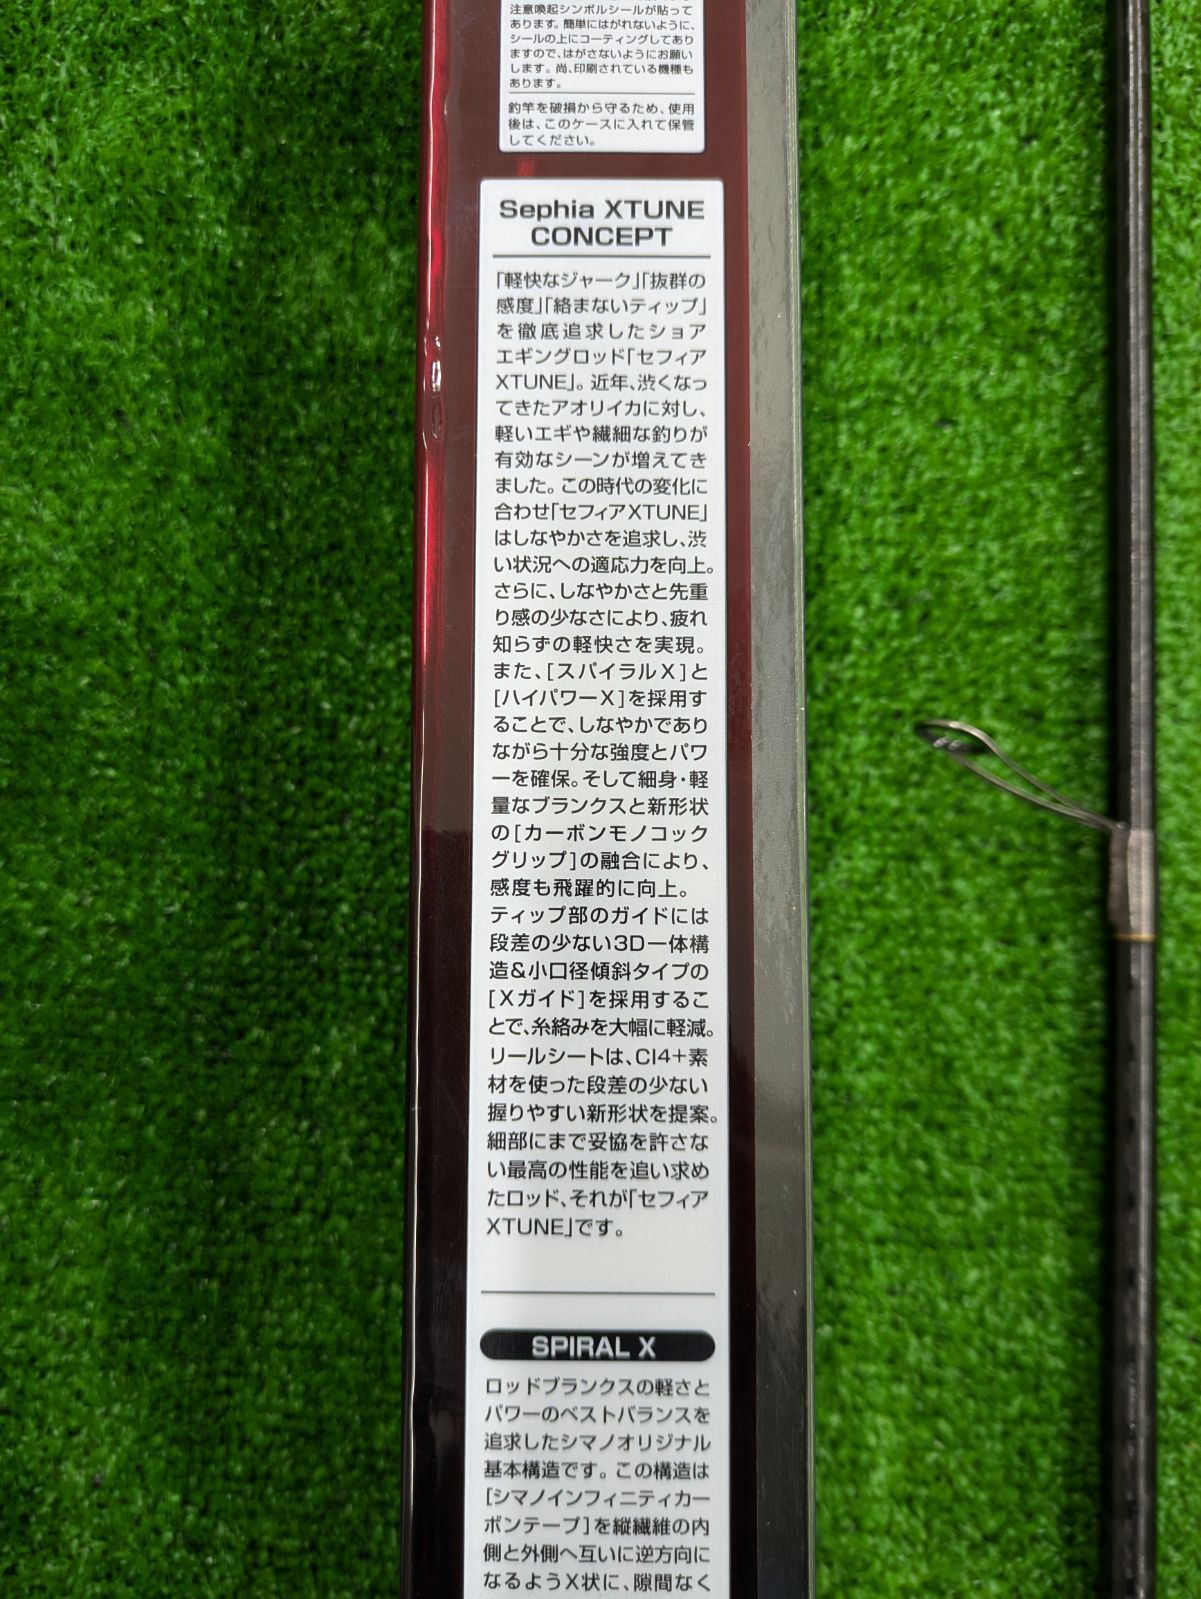 注意喚起シンボルシールが貼って
あります。簡単にはがれないように、
シールの上にコーティングしてあり
ますので、はがさないようにお願い
します。尚、印刷されている機種も
あります。
釣竿を破損から守るため、使用
後は、このケースに入れて保管
してください。
Sephia XTUNE
CONCEPT
「軽快なジャーク」「抜群の
感度」「絡まないティップ」
を徹底追求したショア
エギングロッド「セフィア
XTUNE」。近年、渋くなっ
てきたアオリイカに対し、
軽いエギや繊細な釣りが
有効なシーンが増えてき
ました。この時代の変化に
合わせ「セフィアXTUNE」
はしなやかさを追求し、渋
い状況への適応力を向上。
さらに、しなやかさと先重
り感の少なさにより、疲れ
知らずの軽快さを実現。
また、[スパイラルX]と
[ハイパワーX]を採用す
ることで、しなやかであり
ながら十分な強度とパワ
ーを確保。そして細身・軽
量なブランクスと新形状
の[カーボンモノコック
グリップ]の融合により、
感度も飛躍的に向上。
ティップ部のガイドには
段差の少ない3D一体構
造&小口径傾斜タイプの
[Xガイド]を採用するこ
とで、糸絡みを大幅に軽減。
リールシートは、CI4+素
材を使った段差の少ない
握りやすい新形状を提案。
細部にまで妥協を許さな
い最高の性能を追い求め
たロッド、それが「セフィア
XTUNE」です。
SPIRAL X
ロッドブランクスの軽さと
パワーのベストバランスを
追求したシマノオリジナル
基本構造です。この構造は
[シマノインフィニティカー
ボンテープ]を縦繊維の内
側と外側へ互いに逆方向に
なるようX状に、隙間なく